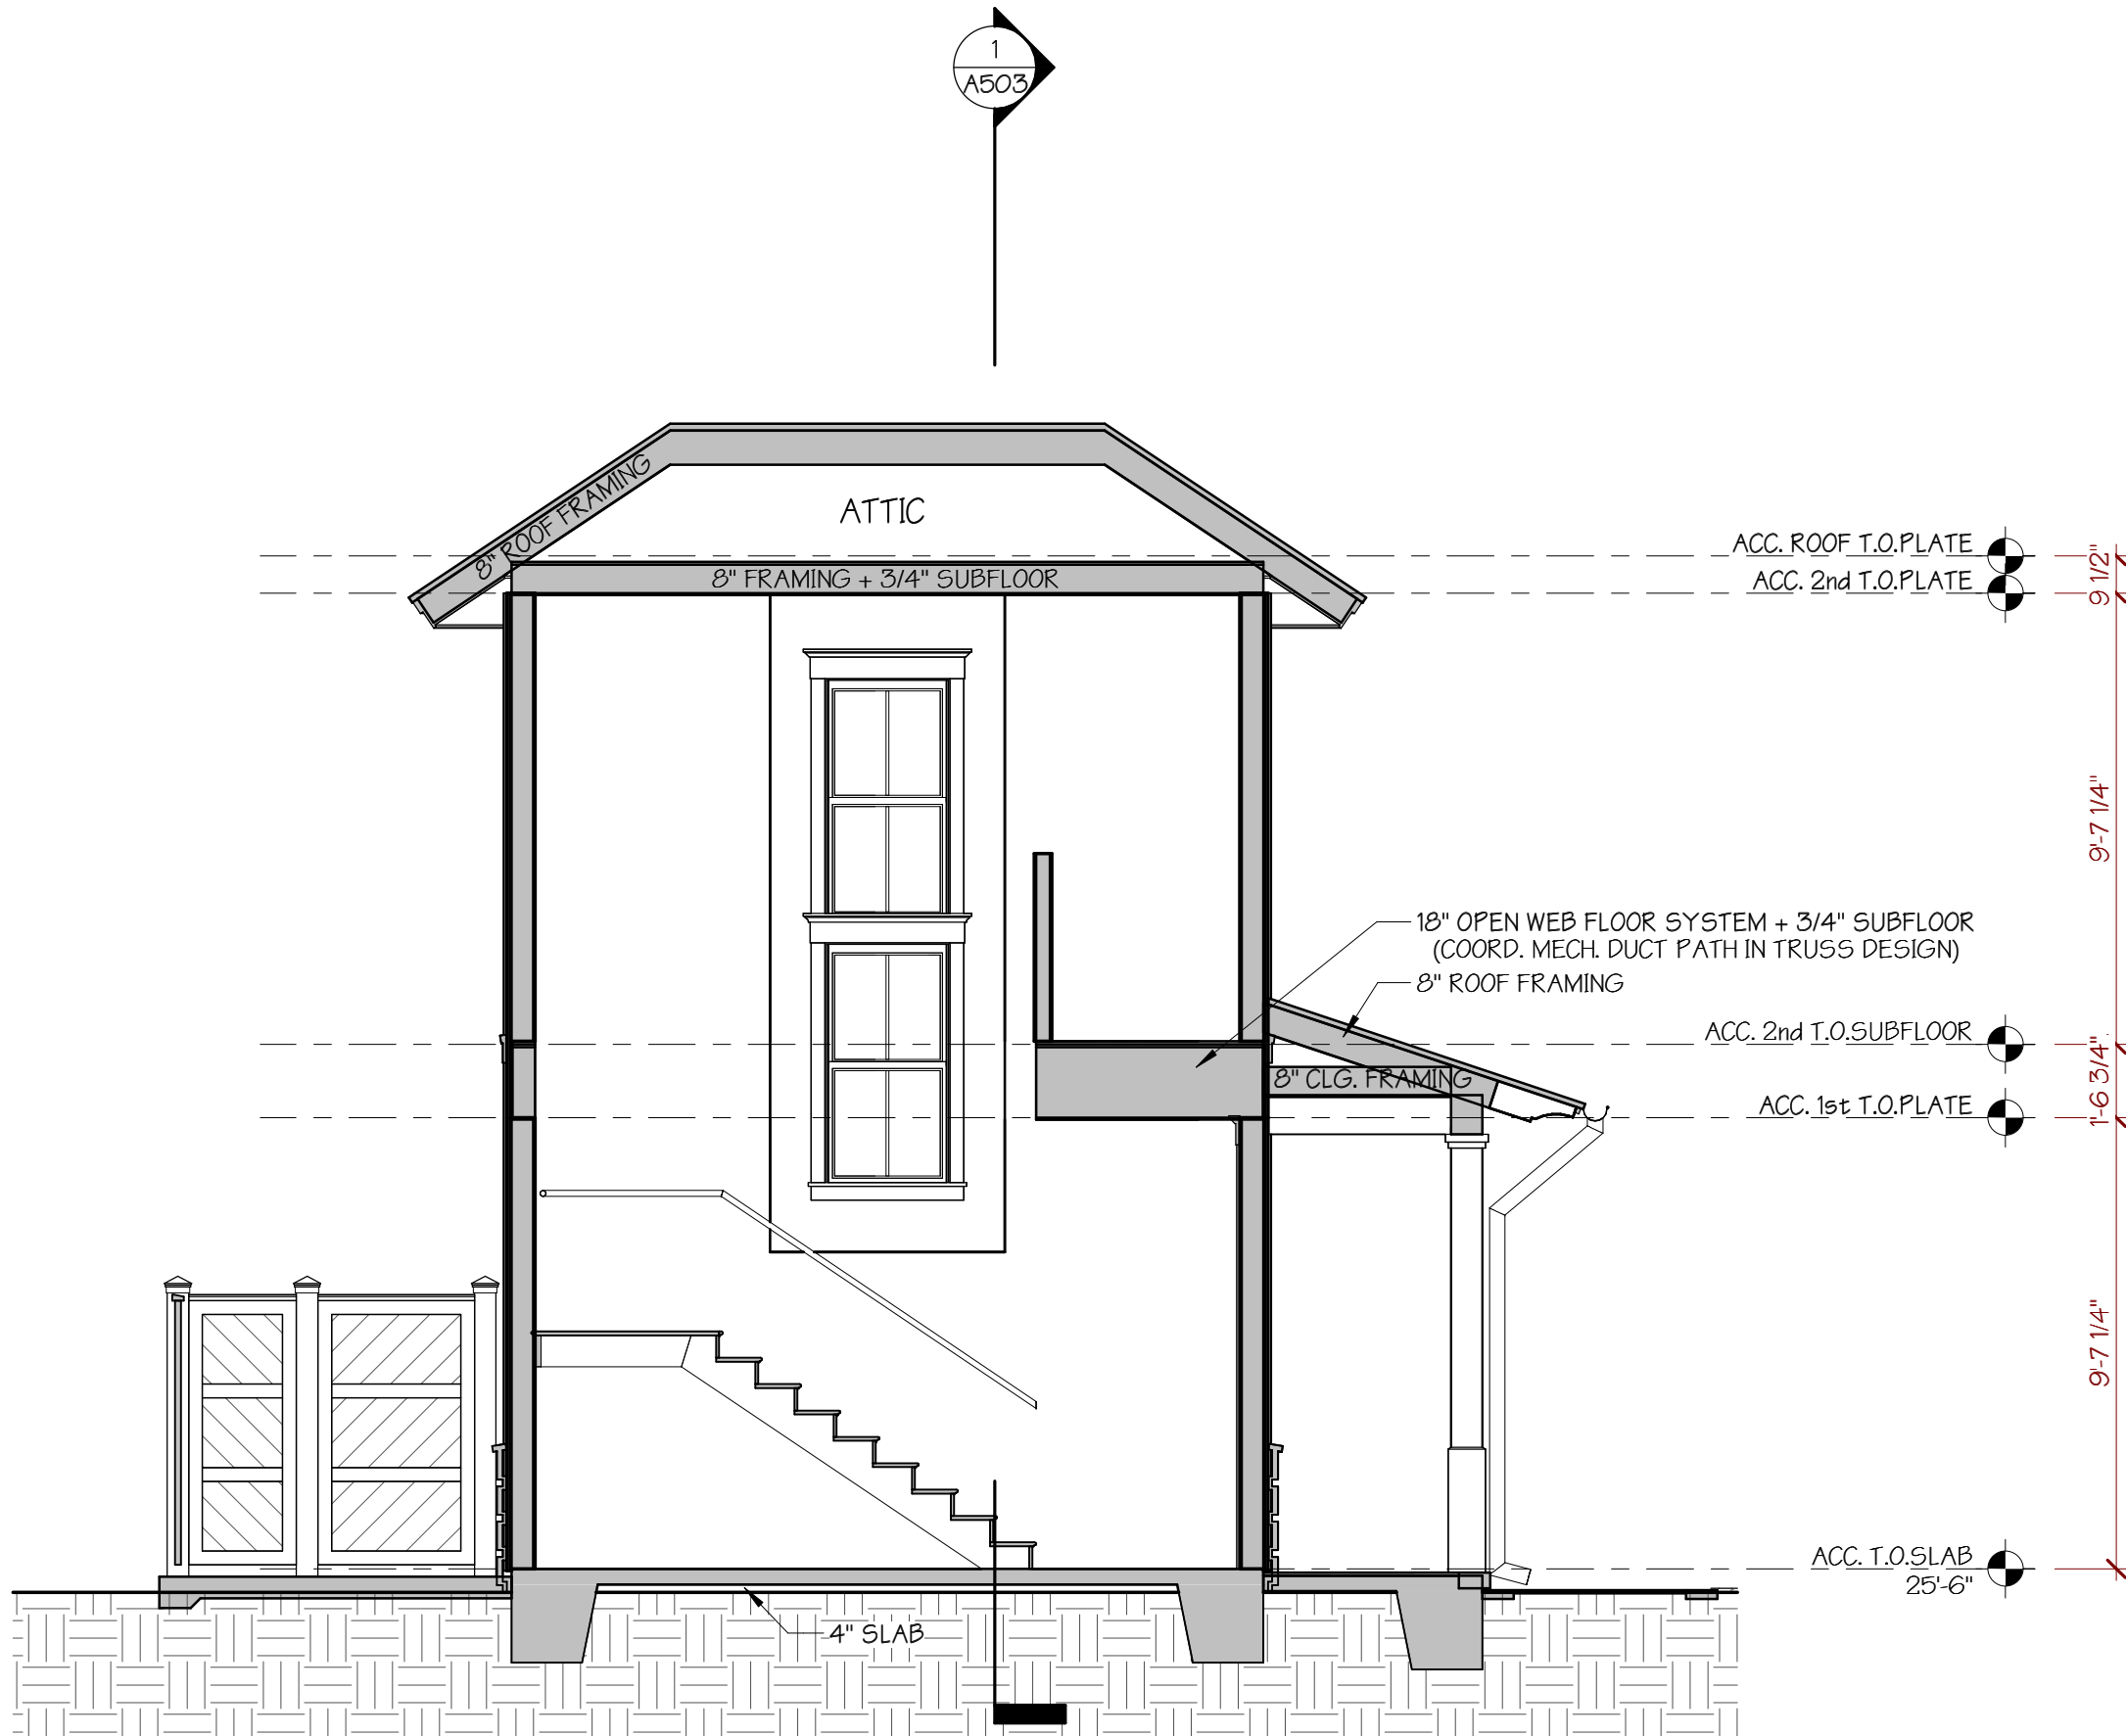 1
A503
8" ROOF FRAMING
ATTIC
8" FRAMING + 3/4" SUBFLOOR
ACC. ROOF T.O.PLATE
9 1/2"
ACC. 2nd T.O.PLATE
9'-7 1/4"
18" OPEN WEB FLOOR SYSTEM + 3/4" SUBFLOOR
(COORD. MECH. DUCT PATH IN TRUSS DESIGN)
8" ROOF FRAMING
ACC. 2nd T.O.SUBFLOOR
1'-6 3/4"
8" CLG. FRAMING
ACC. 1st T.O.PLATE
9'-7 1/4"
ACC. T.O.SLAB
25'-6"
4" SLAB